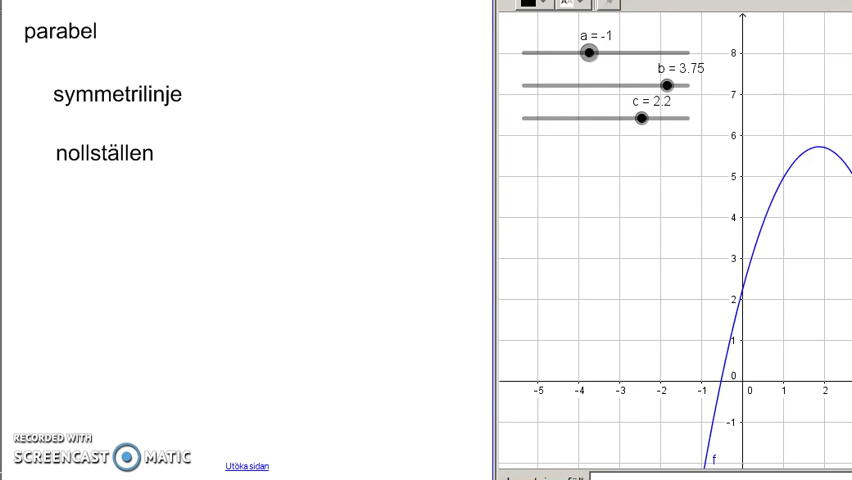 parabel
symmetrilinje
nollställen
RECORDED WITH
SCREENCAST MATIC
Utöka sidan
a = -1
b = 3.75
c = 2.2
8
7
6
5
4
3
2
1
0
-5 -4 -3 -2 -1 0 1 2
-1
f